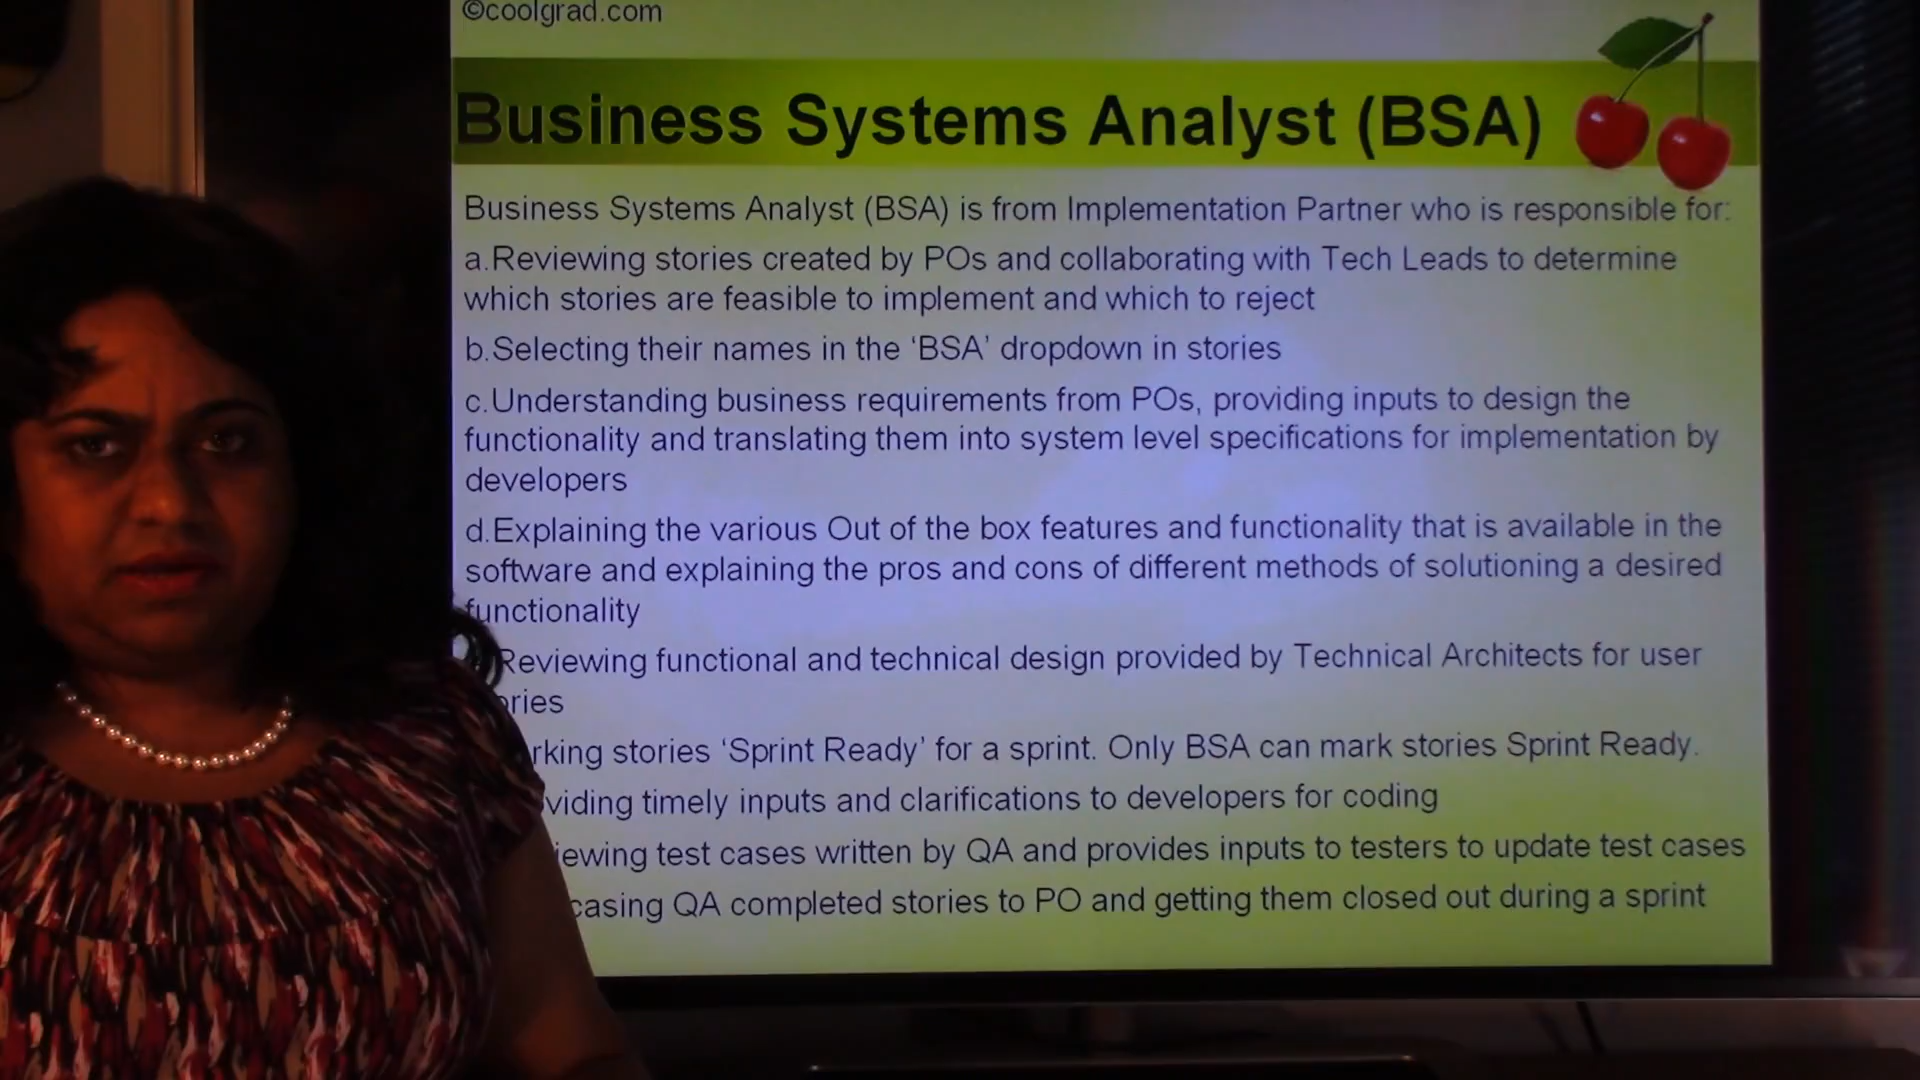 ©coolgrad.com
Business Systems Analyst (BSA)
Business Systems Analyst (BSA) is from Implementation Partner who is responsible for:
a.Reviewing stories created by POs and collaborating with Tech Leads to determine
which stories are feasible to implement and which to reject
b.Selecting their names in the ‘BSA’ dropdown in stories
c.Understanding business requirements from POs, providing inputs to design the
functionality and translating them into system level specifications for implementation by
developers
d.Explaining the various Out of the box features and functionality that is available in the
software and explaining the pros and cons of different methods of solutioning a desired
functionality
Reviewing functional and technical design provided by Technical Architects for user
ories
rking stories ‘Sprint Ready’ for a sprint. Only BSA can mark stories Sprint Ready.
viding timely inputs and clarifications to developers for coding
iewing test cases written by QA and provides inputs to testers to update test cases
casing QA completed stories to PO and getting them closed out during a sprint